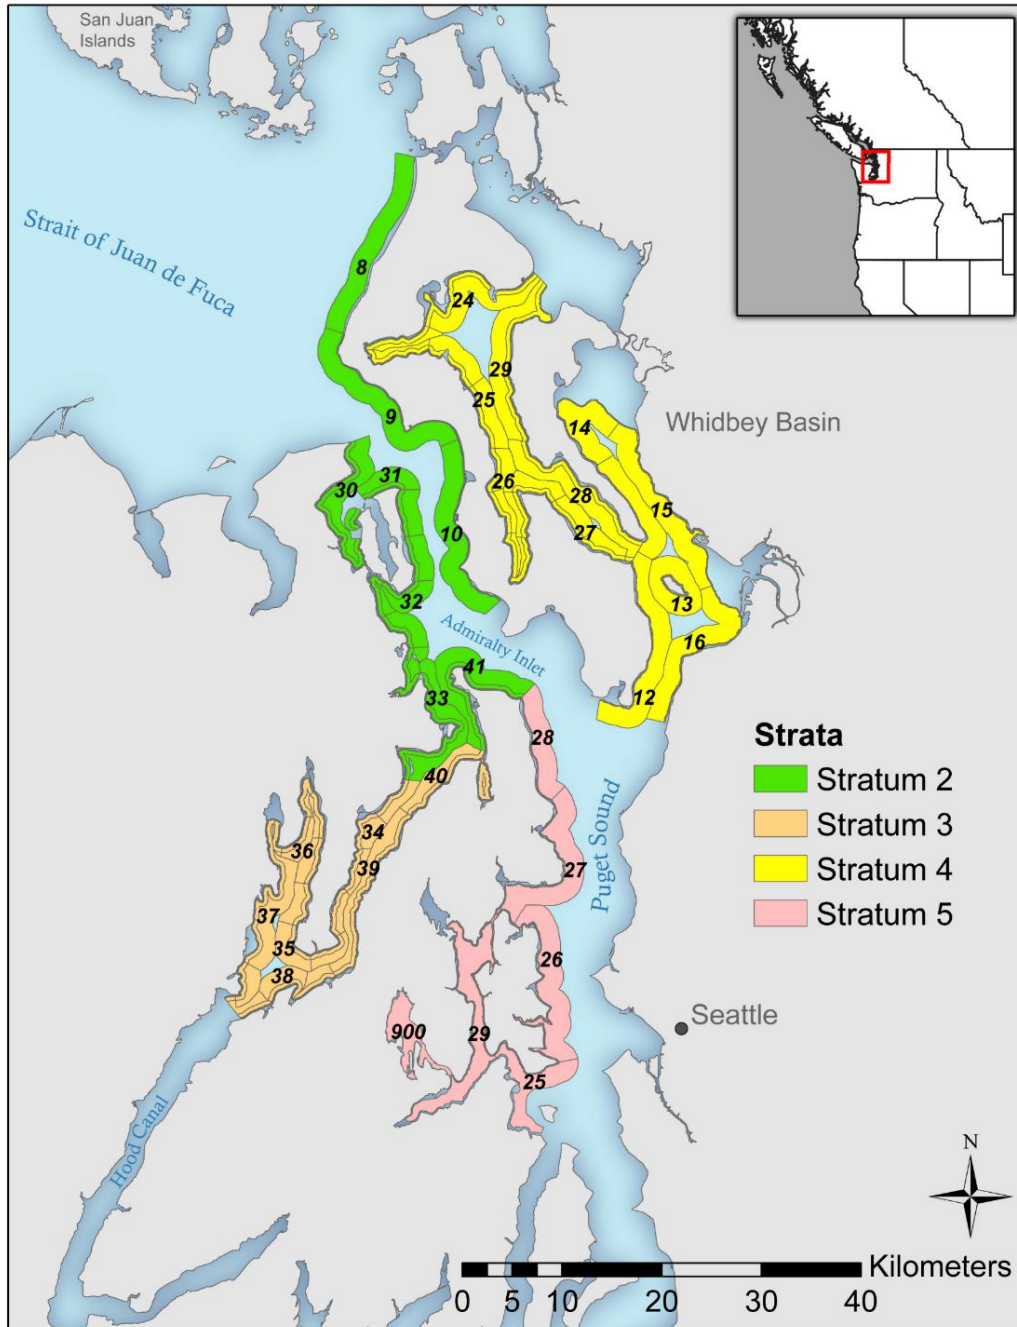 San Juan
Islands
Strait of Juan de Fuca
8
24
29
25
9
Whidbey Basin
14
31
30
26
28
15
27
10
32
13
Admiralty Inlet
16
41
33
12
28
Strata
40
Stratum 2
34
Stratum 3
36
39
27
Puget Sound
Stratum 4
37
Stratum 5
35
26
38
Seattle
900
29
25
Hood Canal
N
Kilometers
0 5 10 20 30 40